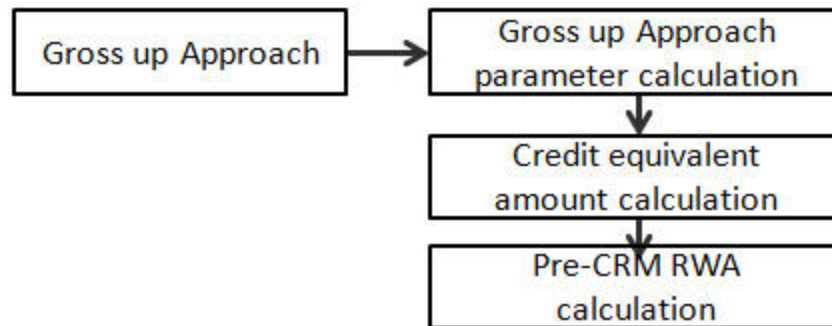 Gross up Approach
Gross up Approach
parameter calculation
Credit equivalent
amount calculation
Pre-CRM RWA
calculation